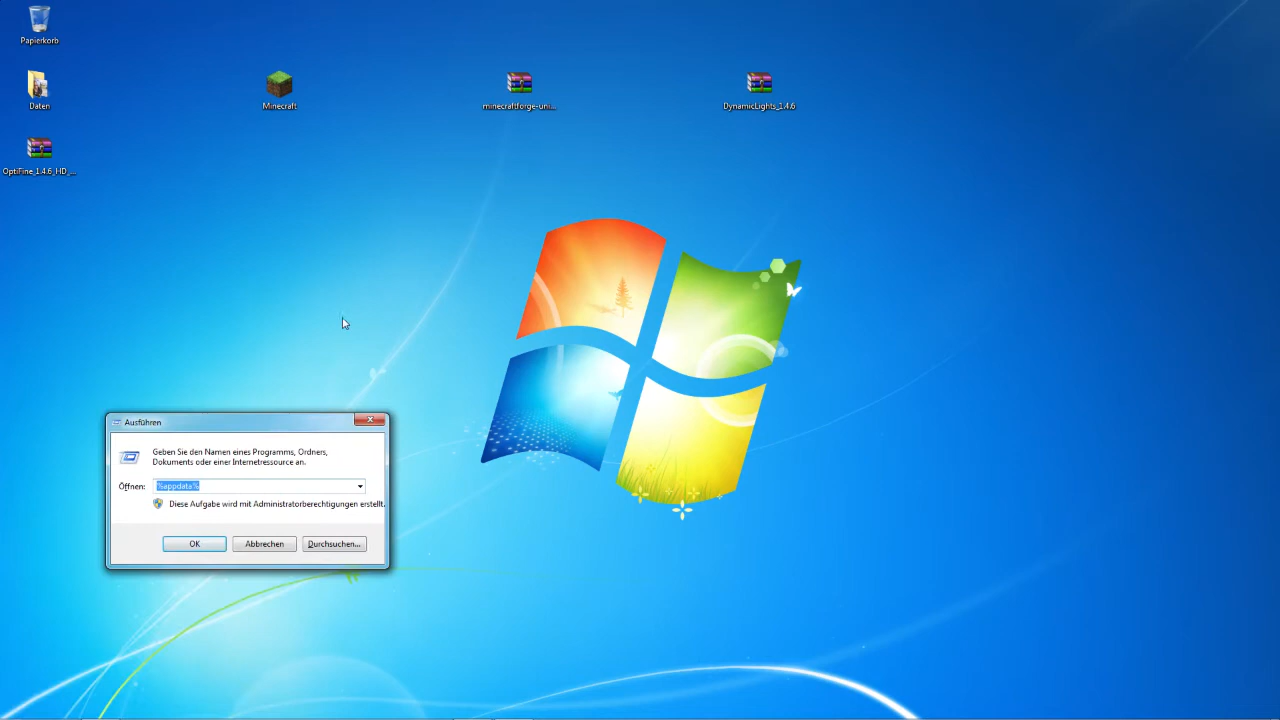 Papierkorb
Daten
Minecraft
minecraftforge-uni...
DynamicLights_1.4.6
OptiFine_1.4.6_HD_...
Ausführen
Geben Sie den Namen eines Programms, Ordners,
Dokuments oder einer Internetressource an.
Öffnen: %appdata%
Diese Aufgabe wird mit Administratorberechtigungen erstellt.
OK Abbrechen Durchsuchen...